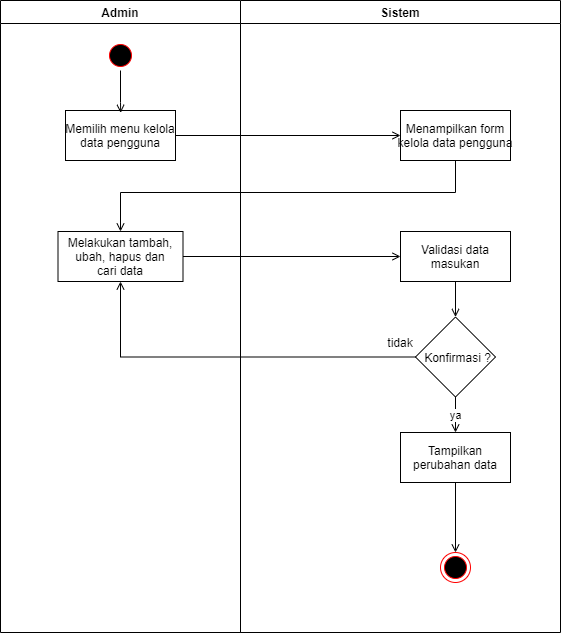 Admin
Sistem
Memilih menu kelola
data pengguna
Menampilkan form
kelola data pengguna
Melakukan tambah,
ubah, hapus dan
cari data
Validasi data
masukan
tidak
Konfirmasi ?
ya
Tampilkan
perubahan data